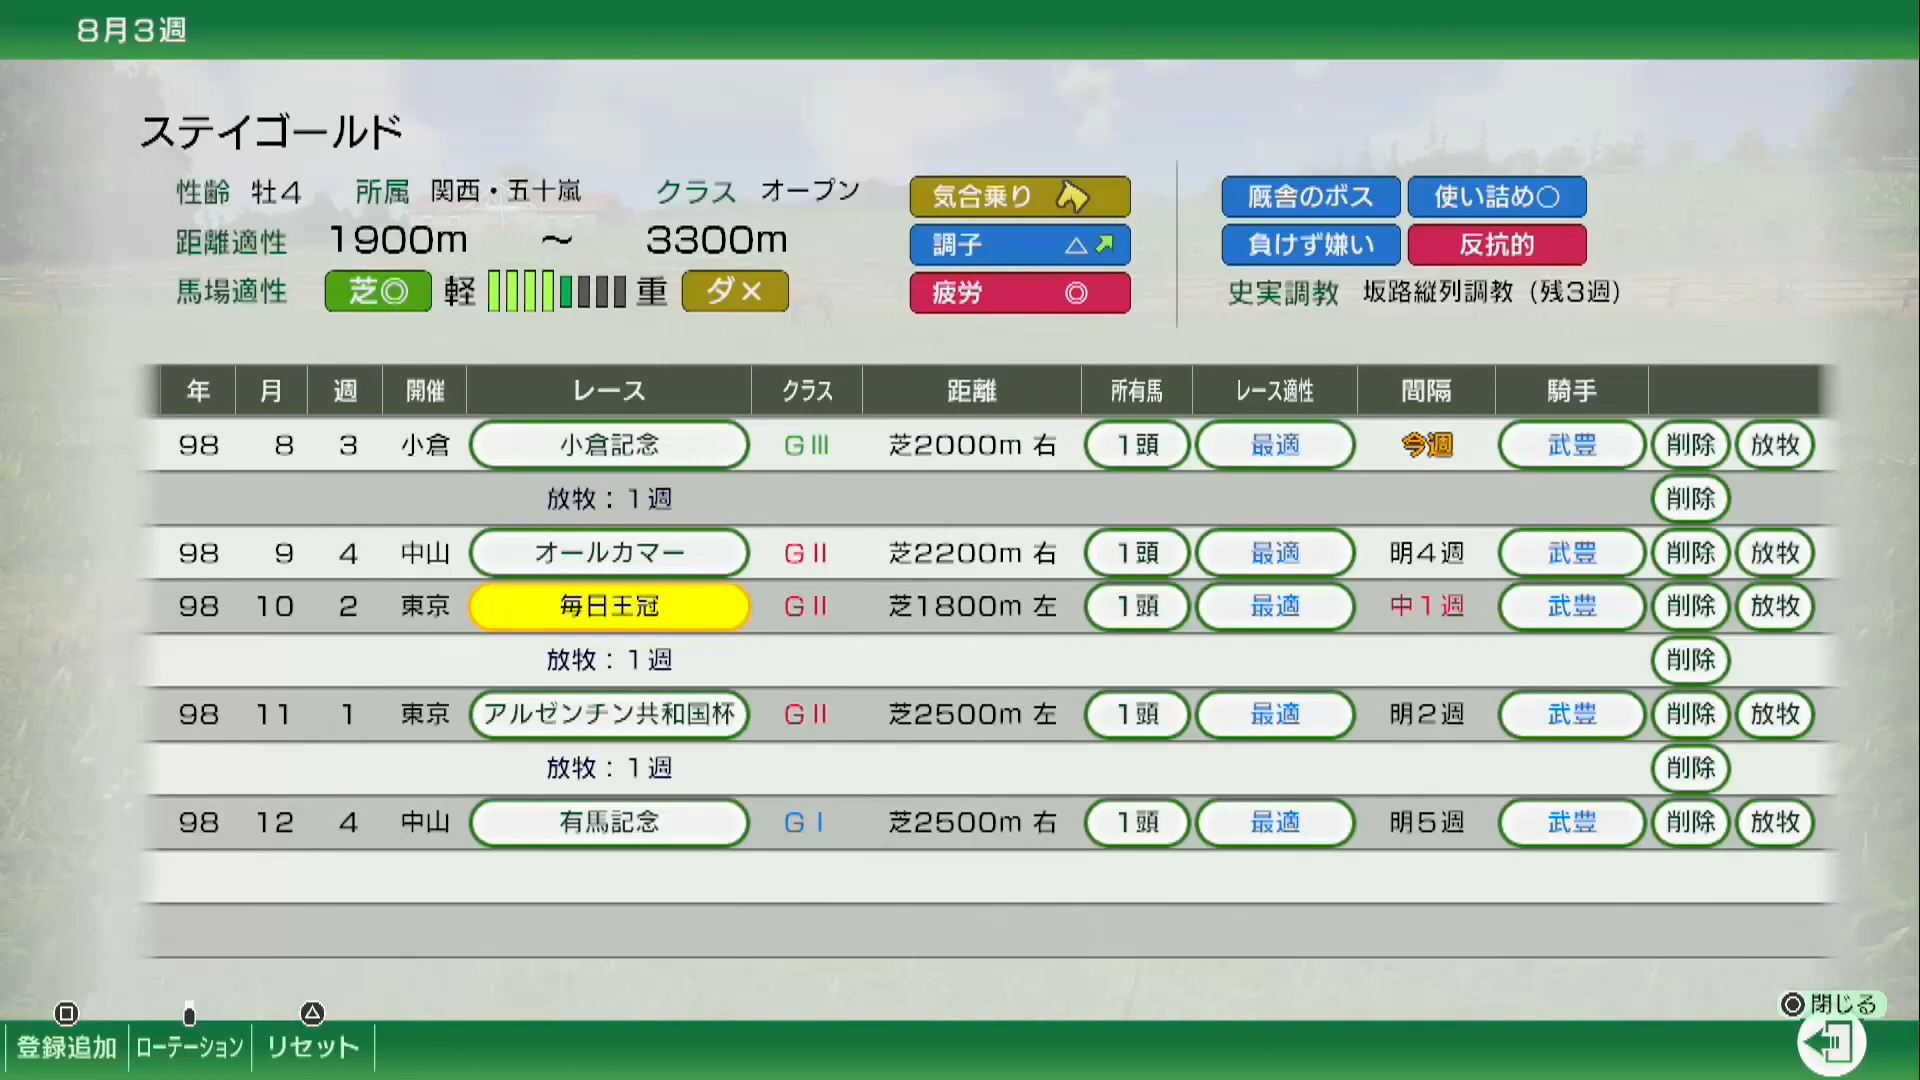 8月3週
ステイゴールド
性齢 牡4 所属 関西・五十嵐 クラス オープン
距離適性 1900m ～ 3300m
馬場適性 芝◎ 軽 重 ダ×
気合乗り
調子 △
疲労 ◎
厩舎のボス 使い詰め○
負けず嫌い 反抗的
史実調教 坂路縦列調教（残3週）
年 月 週 開催 レース クラス 距離 所有馬 レース適性 間隔 騎手
98 8 3 小倉 小倉記念 GⅢ 芝2000m 右 1頭 最適 今週 武豊 削除 放牧
放牧：1週 削除
98 9 4 中山 オールカマー GⅡ 芝2200m 右 1頭 最適 明4週 武豊 削除 放牧
98 10 2 東京 毎日王冠 GⅡ 芝1800m 左 1頭 最適 中1週 武豊 削除 放牧
放牧：1週 削除
98 11 1 東京 アルゼンチン共和国杯 GⅡ 芝2500m 左 1頭 最適 明2週 武豊 削除 放牧
放牧：1週 削除
98 12 4 中山 有馬記念 GⅠ 芝2500m 右 1頭 最適 明5週 武豊 削除 放牧
閉じる
登録追加 ローテーション リセット